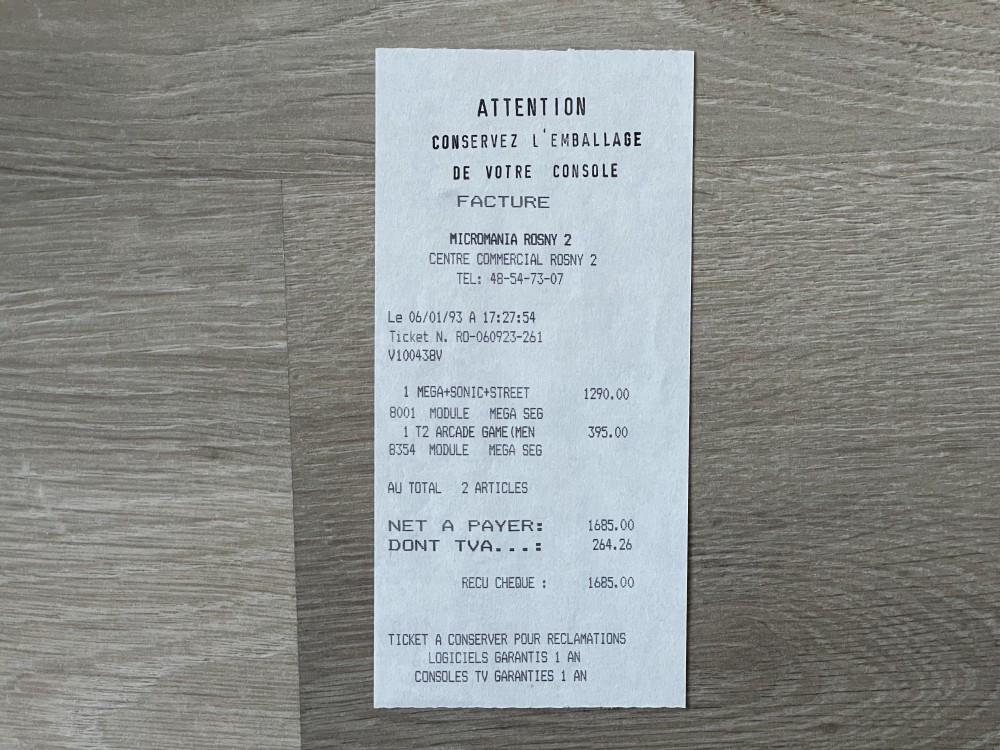 ATTENTION
CONSERVEZ L'EMBALLAGE
DE VOTRE CONSOLE
FACTURE
MICROMANIA ROSNY 2
CENTRE COMMERCIAL ROSNY 2
TEL: 48-54-73-07
Le 06/01/93 A 17:27:54
Ticket N. RO-060923-261
V100438V
1 MEGA+SONIC+STREET 1290.00
8001 MODULE MEGA SEG
1 T2 ARCADE GAME(MEN 395.00
8354 MODULE MEGA SEG
AU TOTAL 2 ARTICLES
NET A PAYER: 1685.00
DONT TVA...: 264.26
RECU CHEQUE : 1685.00
TICKET A CONSERVER POUR RECLAMATIONS
LOGICIELS GARANTIS 1 AN
CONSOLES TV GARANTIES 1 AN